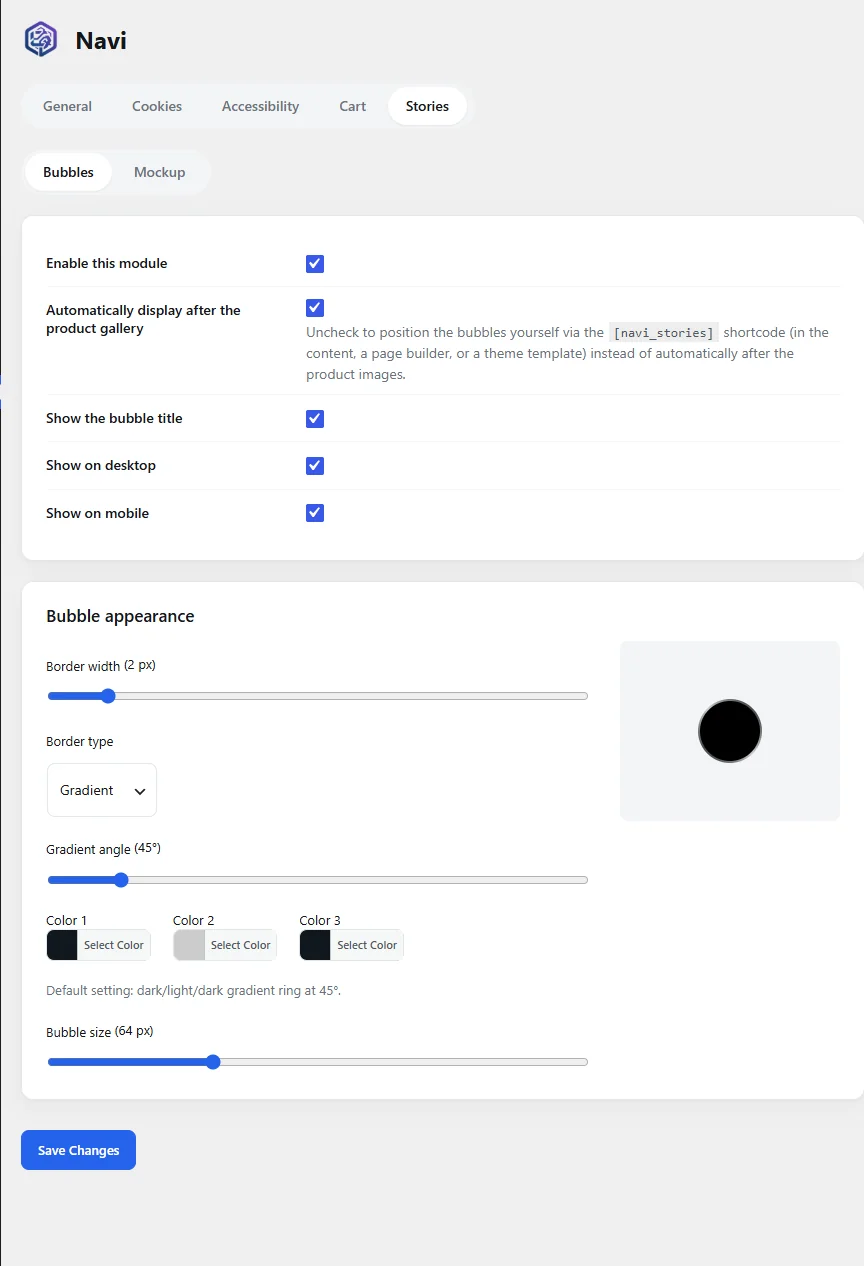 Navi
General Cookies Accessibility Cart Stories
Bubbles Mockup
Enable this module
Automatically display after the
product gallery
Uncheck to position the bubbles yourself via the [navi_stories] shortcode (in the
content, a page builder, or a theme template) instead of automatically after the
product images.
Show the bubble title
Show on desktop
Show on mobile
Bubble appearance
Border width (2 px)
Border type
Gradient
Gradient angle (45°)
Color 1 Color 2 Color 3
Select Color Select Color Select Color
Default setting: dark/light/dark gradient ring at 45°.
Bubble size (64 px)
Save Changes